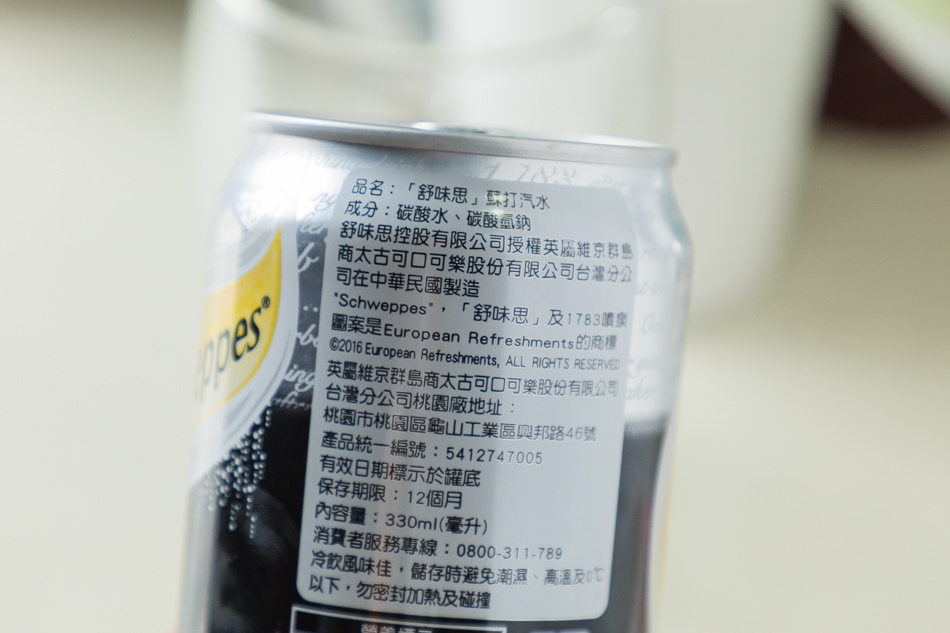 品名：「舒味思」蘇打汽水
成分：碳酸水、碳酸氫鈉
舒味思控股有限公司授權英屬維京群島
商太古可口可樂股份有限公司台灣分公
司在中華民國製造
"Schweppes"，「舒味思」及1783噴泉
圖案是European Refreshments的商標
©2016 European Refreshments, ALL RIGHTS RESERVED
英屬維京群島商太古可口可樂股份有限公司
台灣分公司桃園廠地址：
桃園市桃園區龜山工業區興邦路46號
產品統一編號：5412747005
有效日期標示於罐底
保存期限：12個月
內容量：330ml(毫升)
消費者服務專線：0800-311-789
冷飲風味佳，儲存時避免潮濕、高溫及0℃
以下，勿密封加熱及碰撞
ppes®